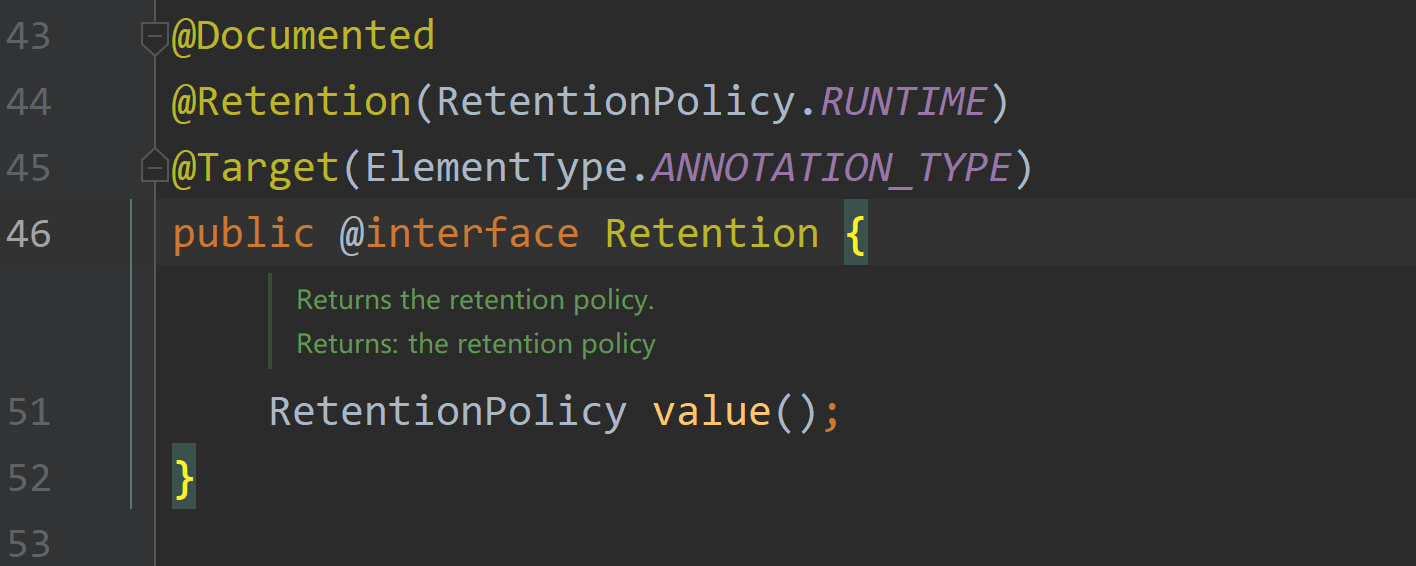 43 @Documented
44 @Retention(RetentionPolicy.RUNTIME)
45 @Target(ElementType.ANNOTATION_TYPE)
46 public @interface Retention {
Returns the retention policy.
Returns: the retention policy
51 RetentionPolicy value();
52 }
53